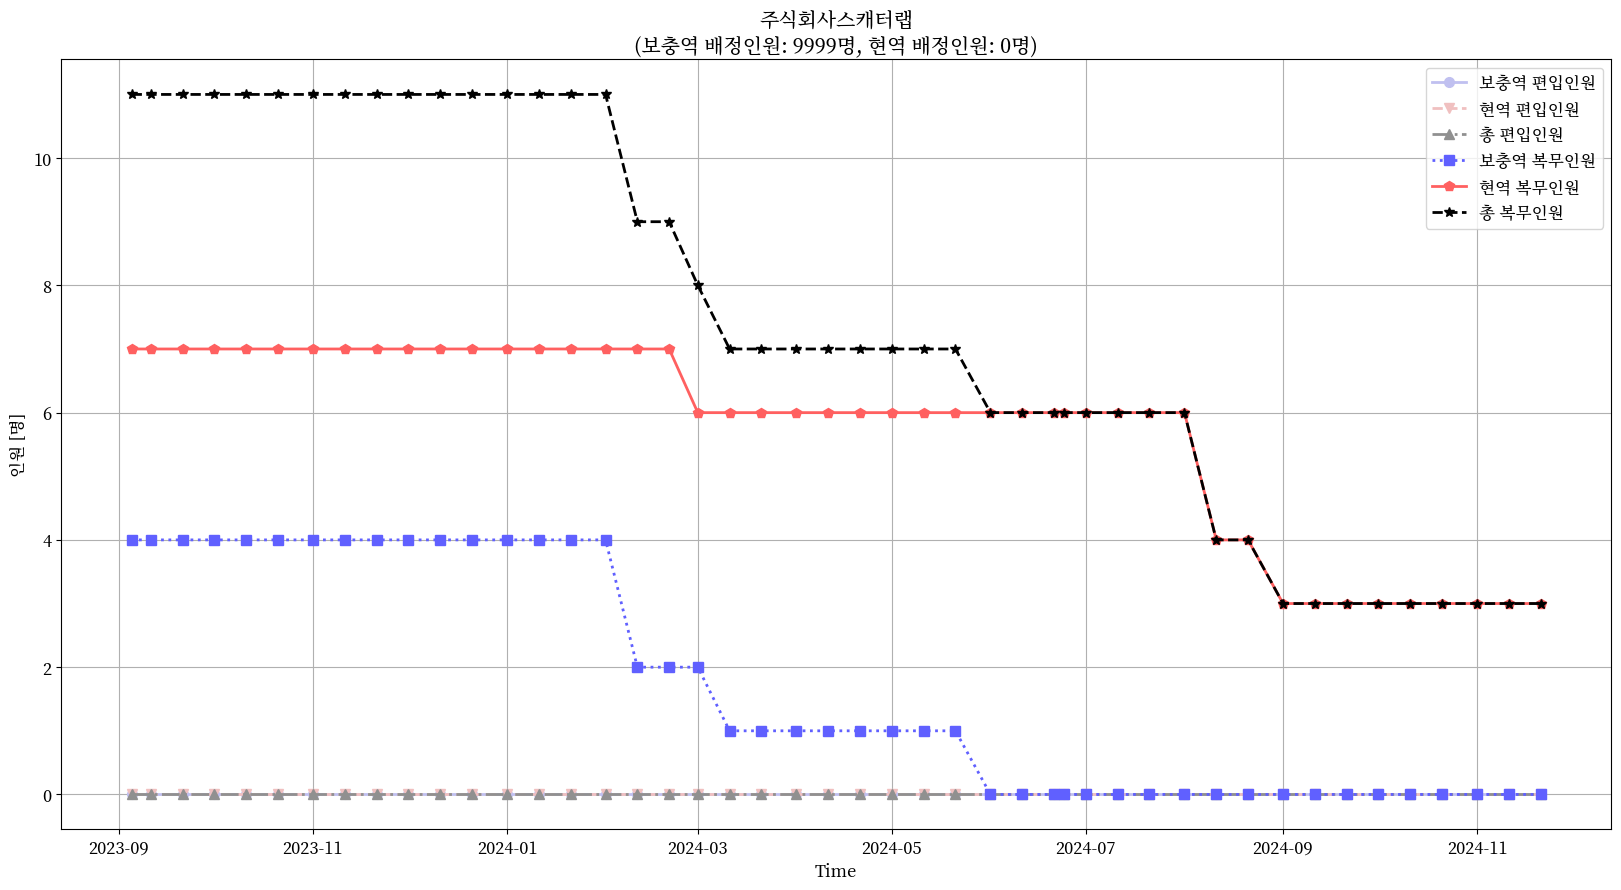 주식회사스캐터랩
(보충역 배정인원: 9999명, 현역 배정인원: 0명)
보충역 편입인원
현역 편입인원
총 편입인원
보충역 복무인원
현역 복무인원
총 복무인원
인원 [명]
10
8
6
4
2
0
2023-09
2023-11
2024-01
2024-03
2024-05
2024-07
2024-09
2024-11
Time